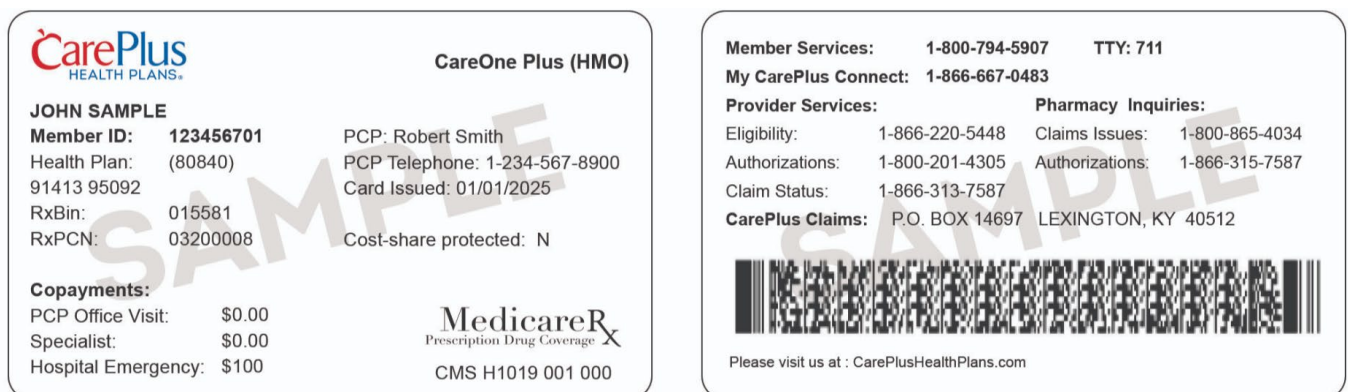 CarePlus
HEALTH PLANS®
CareOne Plus (HMO)
JOHN SAMPLE
Member ID: 123456701
Health Plan: (80840)
91413 95092
RxBin: 015581
RxPCN: 03200008
PCP: Robert Smith
PCP Telephone: 1-234-567-8900
Card Issued: 01/01/2025
Cost-share protected: N
Copayments:
PCP Office Visit: $0.00
Specialist: $0.00
Hospital Emergency: $100
MedicareRx
Prescription Drug Coverage
CMS H1019 001 000
SAMPLE
Member Services: 1-800-794-5907 TTY: 711
My CarePlus Connect: 1-866-667-0483
Provider Services:
Eligibility: 1-866-220-5448
Authorizations: 1-800-201-4305
Claim Status: 1-866-313-7587
Pharmacy Inquiries:
Claims Issues: 1-800-865-4034
Authorizations: 1-866-315-7587
CarePlus Claims: P.O. BOX 14697 LEXINGTON, KY 40512
Please visit us at : CarePlusHealthPlans.com
SAMPLE